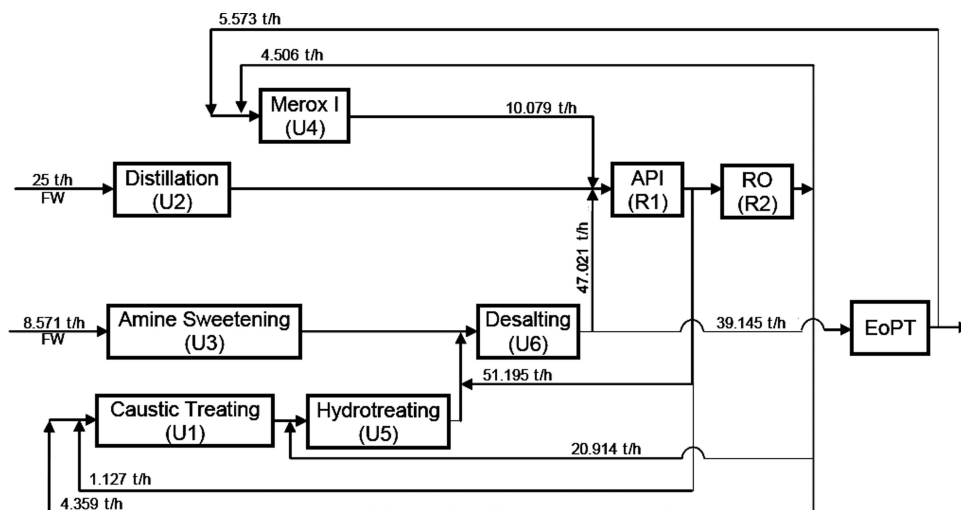 5.573 t/h
4.506 t/h
Merox I
(U4)
10.079 t/h
25 t/h
FW
Distillation
(U2)
API
(R1)
RO
(R2)
47.021 t/h
8.571 t/h
FW
Amine Sweetening
(U3)
Desalting
(U6)
39.145 t/h
EoPT
51.195 t/h
Caustic Treating
(U1)
Hydrotreating
(U5)
20.914 t/h
1.127 t/h
4.359 t/h